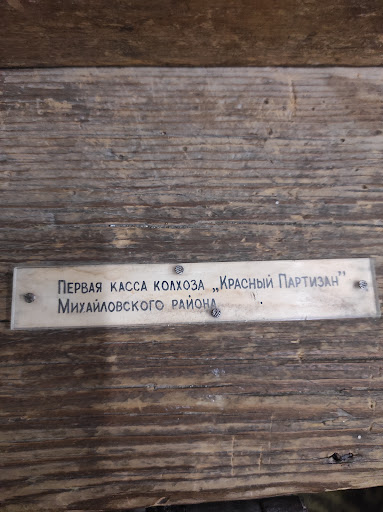 Первая касса колхоза „Красный Партизан"
Михайловского района